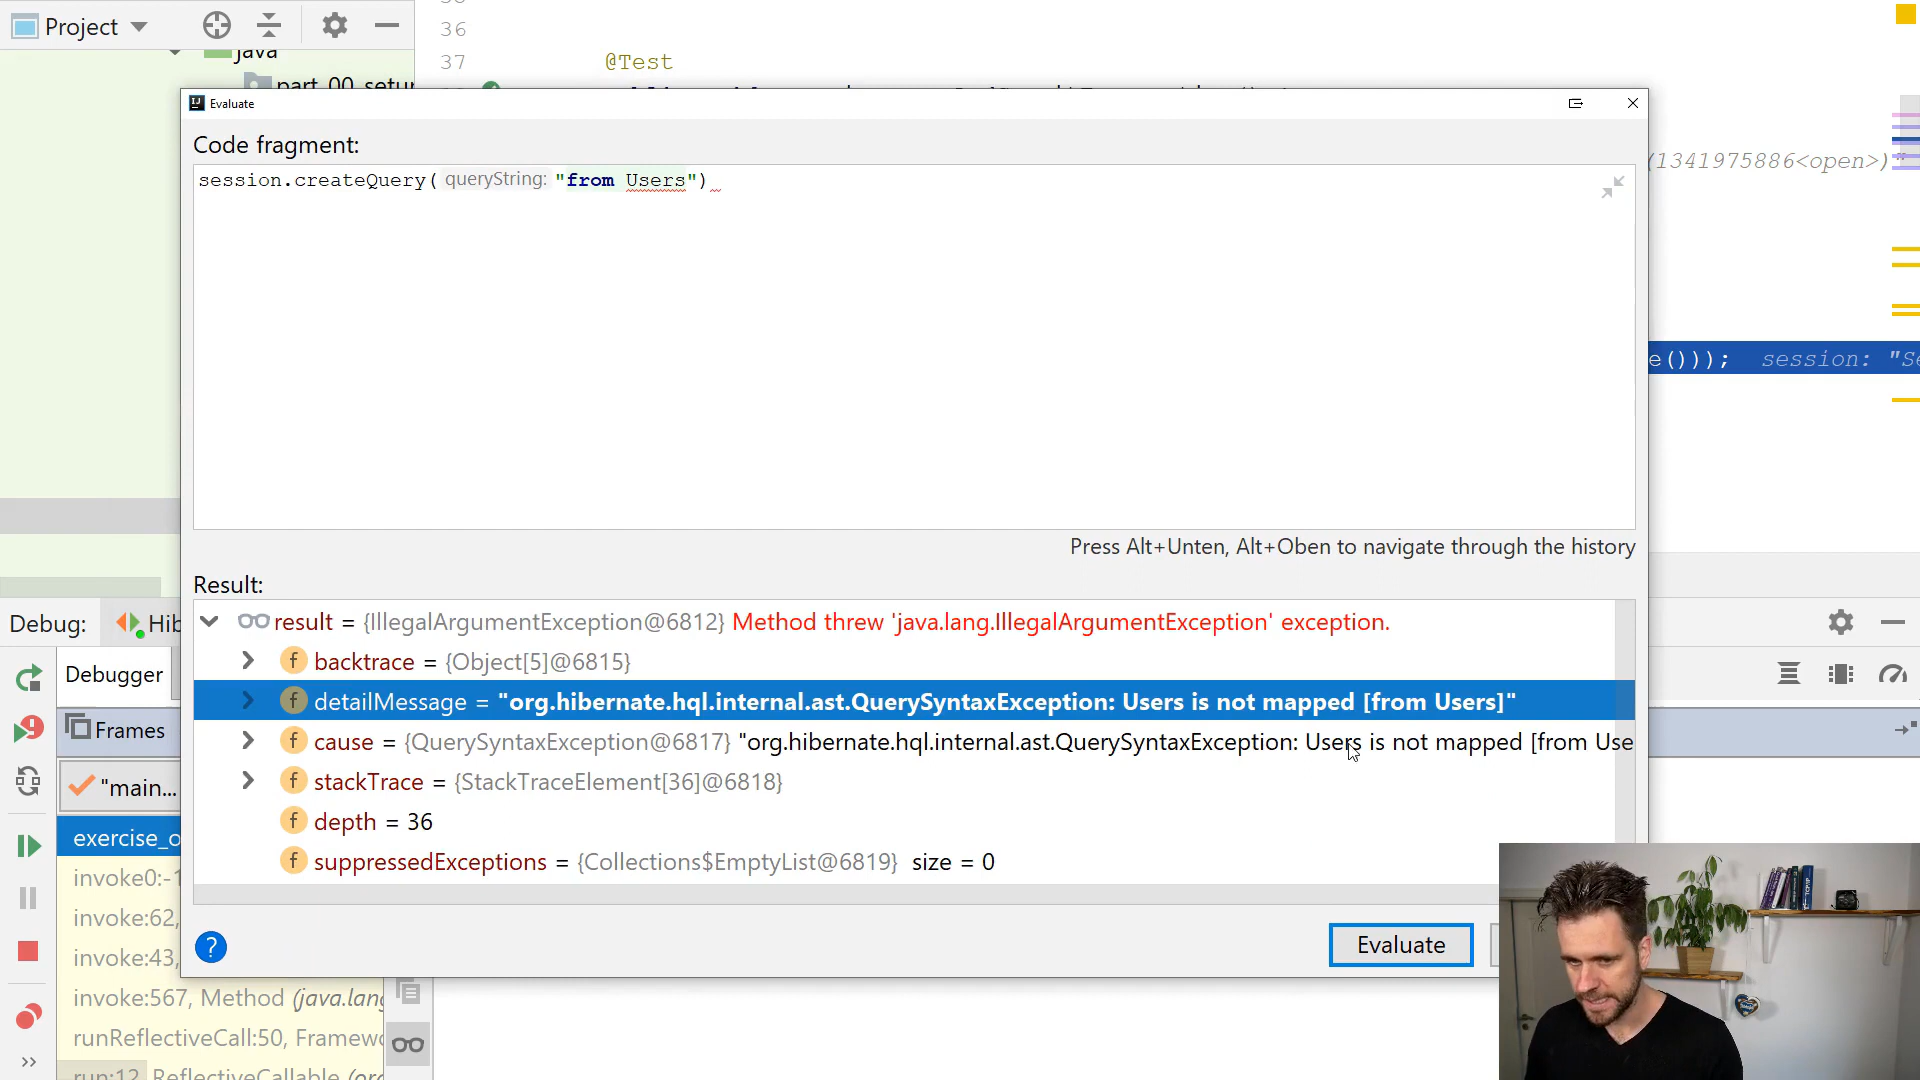 Project
36
java
37
@Test
part_00_setup
Evaluate
Code fragment:
session.createQuery( queryString: "from Users")
(1341975886<open>)"
e())); session: "Se
Press Alt+Unten, Alt+Oben to navigate through the history
Result:
Debug:
Hib
result = {IllegalArgumentException@6812} Method threw 'java.lang.IllegalArgumentException' exception.
Debugger
backtrace = {Object[5]@6815}
detailMessage = "org.hibernate.hql.internal.ast.QuerySyntaxException: Users is not mapped [from Users]"
Frames
cause = {QuerySyntaxException@6817} "org.hibernate.hql.internal.ast.QuerySyntaxException: Users is not mapped [from Use
"main...
stackTrace = {StackTraceElement[36]@6818}
depth = 36
exercise_o
suppressedExceptions = {Collections$EmptyList@6819} size = 0
invoke0:-1
invoke:62,
invoke:43,
Evaluate
invoke:567, Method (java.lang
runReflectiveCall:50, Framewo
run:12, ReflectiveCallable (org